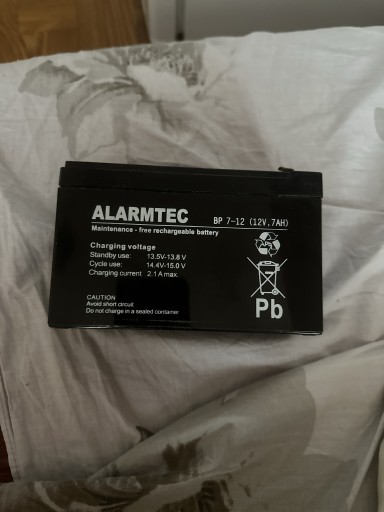 ALARMTEC
BP 7-12 (12V,7AH)
Maintenance - free rechargeable battery
Charging voltage
Standby use: 13.5V-13.8 V
Cycle use: 14.4V-15.0 V
Charging current 2.1 A max.
CAUTION
Avoid short circuit
Do not charge in a sealed container
Pb